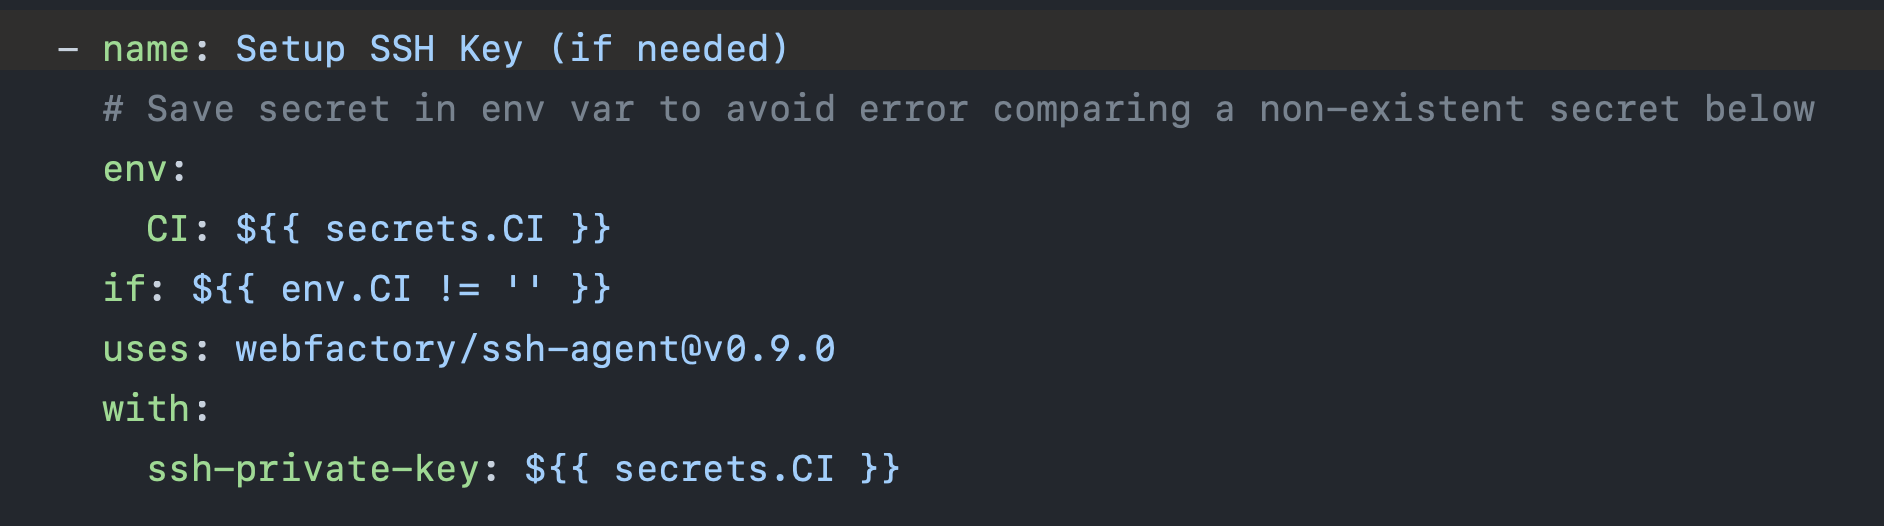 - name: Setup SSH Key (if needed)
# Save secret in env var to avoid error comparing a non-existent secret below
env:
CI: ${{ secrets.CI }}
if: ${{ env.CI != '' }}
uses: webfactory/ssh-agent@v0.9.0
with:
ssh-private-key: ${{ secrets.CI }}